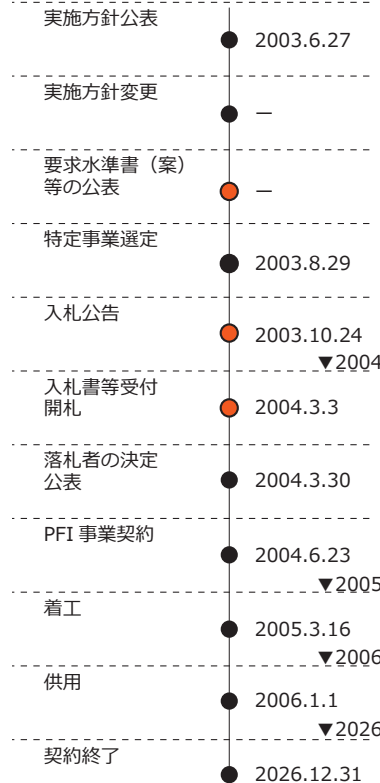 実施方針公表
2003.6.27
実施方針変更
—
要求水準書（案）
等の公表
—
特定事業選定
2003.8.29
入札公告
2003.10.24
▼2004
入札書等受付
開札
2004.3.3
落札者の決定
公表
2004.3.30
PFI 事業契約
2004.6.23
▼2005
着工
2005.3.16
▼2006
供用
2006.1.1
▼2026
契約終了
2026.12.31